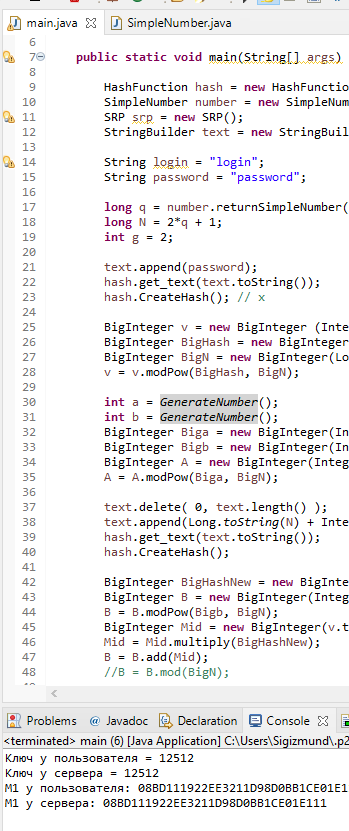 main.java SimpleNumber.java
6
7 public static void main(String[] args)
8
9 HashFunction hash = new HashFunction
10 SimpleNumber number = new SimpleNum
11 SRP srp = new SRP();
12 StringBuilder text = new StringBuil
13
14 String login = "login";
15 String password = "password";
16
17 long q = number.returnSimpleNumber(
18 long N = 2*q + 1;
19 int g = 2;
20
21 text.append(password);
22 hash.get_text(text.toString());
23 hash.CreateHash(); // x
24
25 BigInteger v = new BigInteger (Inte
26 BigInteger BigHash = new BigInteger
27 BigInteger BigN = new BigInteger(Lo
28 v = v.modPow(BigHash, BigN);
29
30 int a = GenerateNumber();
31 int b = GenerateNumber();
32 BigInteger Biga = new BigInteger(In
33 BigInteger Bigb = new BigInteger(In
34 BigInteger A = new BigInteger(Integ
35 A = A.modPow(Biga, BigN);
36
37 text.delete( 0, text.length() );
38 text.append(Long.toString(N) + Inte
39 hash.get_text(text.toString());
40 hash.CreateHash();
41
42 BigInteger BigHashNew = new BigInte
43 BigInteger B = new BigInteger(Integ
44 B = B.modPow(Bigb, BigN);
45 BigInteger Mid = new BigInteger(v.t
46 Mid = Mid.multiply(BigHashNew);
47 B = B.add(Mid);
48 //B = B.mod(BigN);
Problems @ Javadoc Declaration Console
<terminated> main (6) [Java Application] C:\Users\Sigizmund\.p2
Ключ у пользователя = 12512
Ключ у сервера = 12512
M1 у пользователя: 08BD111922EE3211D98D0BB1CE01E1
M1 у сервера: 08BD111922EE3211D98D0BB1CE01E111